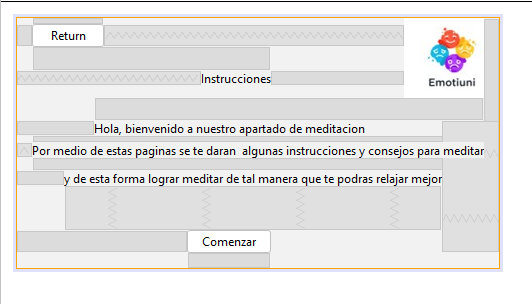 Return
Emotiuni
Instrucciones
Hola, bienvenido a nuestro apartado de meditacion
Por medio de estas paginas se te daran  algunas instrucciones y consejos para meditar
y de esta forma lograr meditar de tal manera que te podras relajar mejor
Comenzar